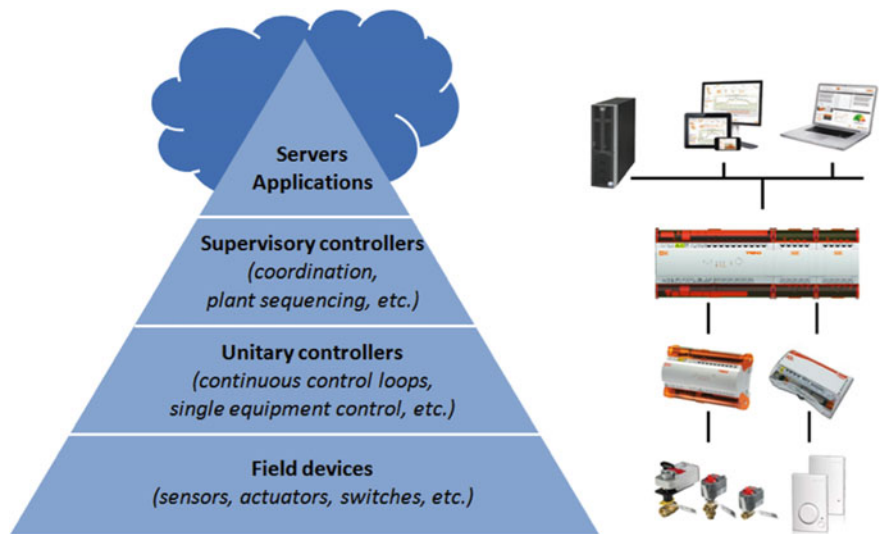 Servers
Applications
Supervisory controllers
(coordination,
plant sequencing, etc.)
Unitary controllers
(continuous control loops,
single equipment control, etc.)
Field devices
(sensors, actuators, switches, etc.)